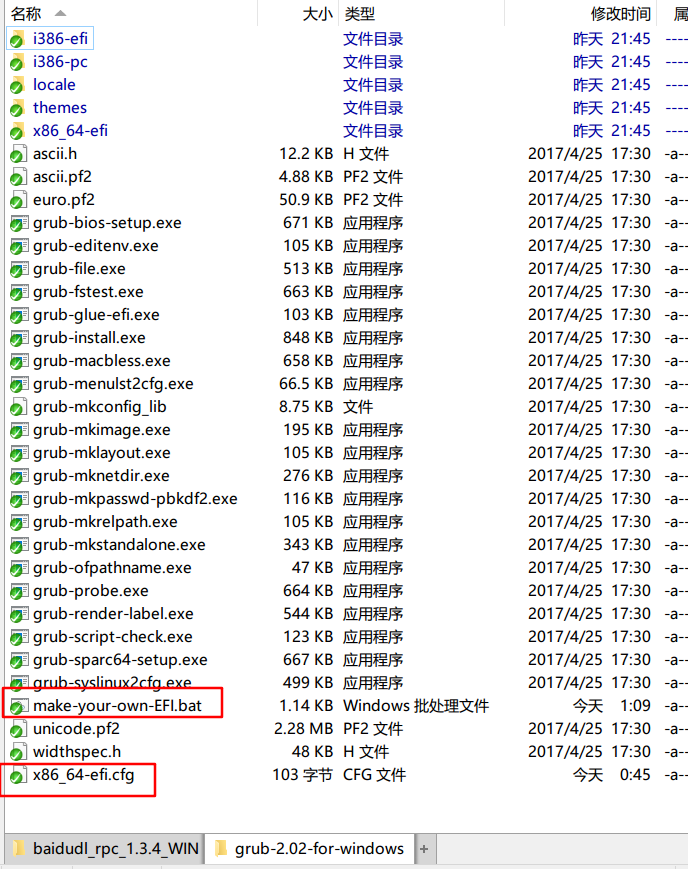 名称 大小 类型 修改时间 属
i386-efi 文件目录 昨天 21:45 ----
i386-pc 文件目录 昨天 21:45 ----
locale 文件目录 昨天 21:45 ----
themes 文件目录 昨天 21:45 ----
x86_64-efi 文件目录 昨天 21:45 ----
ascii.h 12.2 KB H 文件 2017/4/25 17:30 -a--
ascii.pf2 4.88 KB PF2 文件 2017/4/25 17:30 -a--
euro.pf2 50.9 KB PF2 文件 2017/4/25 17:30 -a--
grub-bios-setup.exe 671 KB 应用程序 2017/4/25 17:30 -a--
grub-editenv.exe 105 KB 应用程序 2017/4/25 17:30 -a--
grub-file.exe 513 KB 应用程序 2017/4/25 17:30 -a--
grub-fstest.exe 663 KB 应用程序 2017/4/25 17:30 -a--
grub-glue-efi.exe 103 KB 应用程序 2017/4/25 17:30 -a--
grub-install.exe 848 KB 应用程序 2017/4/25 17:30 -a--
grub-macbless.exe 658 KB 应用程序 2017/4/25 17:30 -a--
grub-menulst2cfg.exe 66.5 KB 应用程序 2017/4/25 17:30 -a--
grub-mkconfig_lib 8.75 KB 文件 2017/4/25 17:30 -a--
grub-mkimage.exe 195 KB 应用程序 2017/4/25 17:30 -a--
grub-mklayout.exe 105 KB 应用程序 2017/4/25 17:30 -a--
grub-mknetdir.exe 276 KB 应用程序 2017/4/25 17:30 -a--
grub-mkpasswd-pbkdf2.exe 116 KB 应用程序 2017/4/25 17:30 -a--
grub-mkrelpath.exe 105 KB 应用程序 2017/4/25 17:30 -a--
grub-mkstandalone.exe 343 KB 应用程序 2017/4/25 17:30 -a--
grub-ofpathname.exe 47 KB 应用程序 2017/4/25 17:30 -a--
grub-probe.exe 664 KB 应用程序 2017/4/25 17:30 -a--
grub-render-label.exe 544 KB 应用程序 2017/4/25 17:30 -a--
grub-script-check.exe 123 KB 应用程序 2017/4/25 17:30 -a--
grub-sparc64-setup.exe 667 KB 应用程序 2017/4/25 17:30 -a--
grub-syslinux2cfg.exe 499 KB 应用程序 2017/4/25 17:30 -a--
make-your-own-EFI.bat 1.14 KB Windows 批处理文件 今天 1:09 -a--
unicode.pf2 2.28 MB PF2 文件 2017/4/25 17:30 -a--
widthspec.h 48 KB H 文件 2017/4/25 17:30 -a--
x86_64-efi.cfg 103 字节 CFG 文件 今天 0:45 -a--
baidudl_rpc_1.3.4_WIN grub-2.02-for-windows +